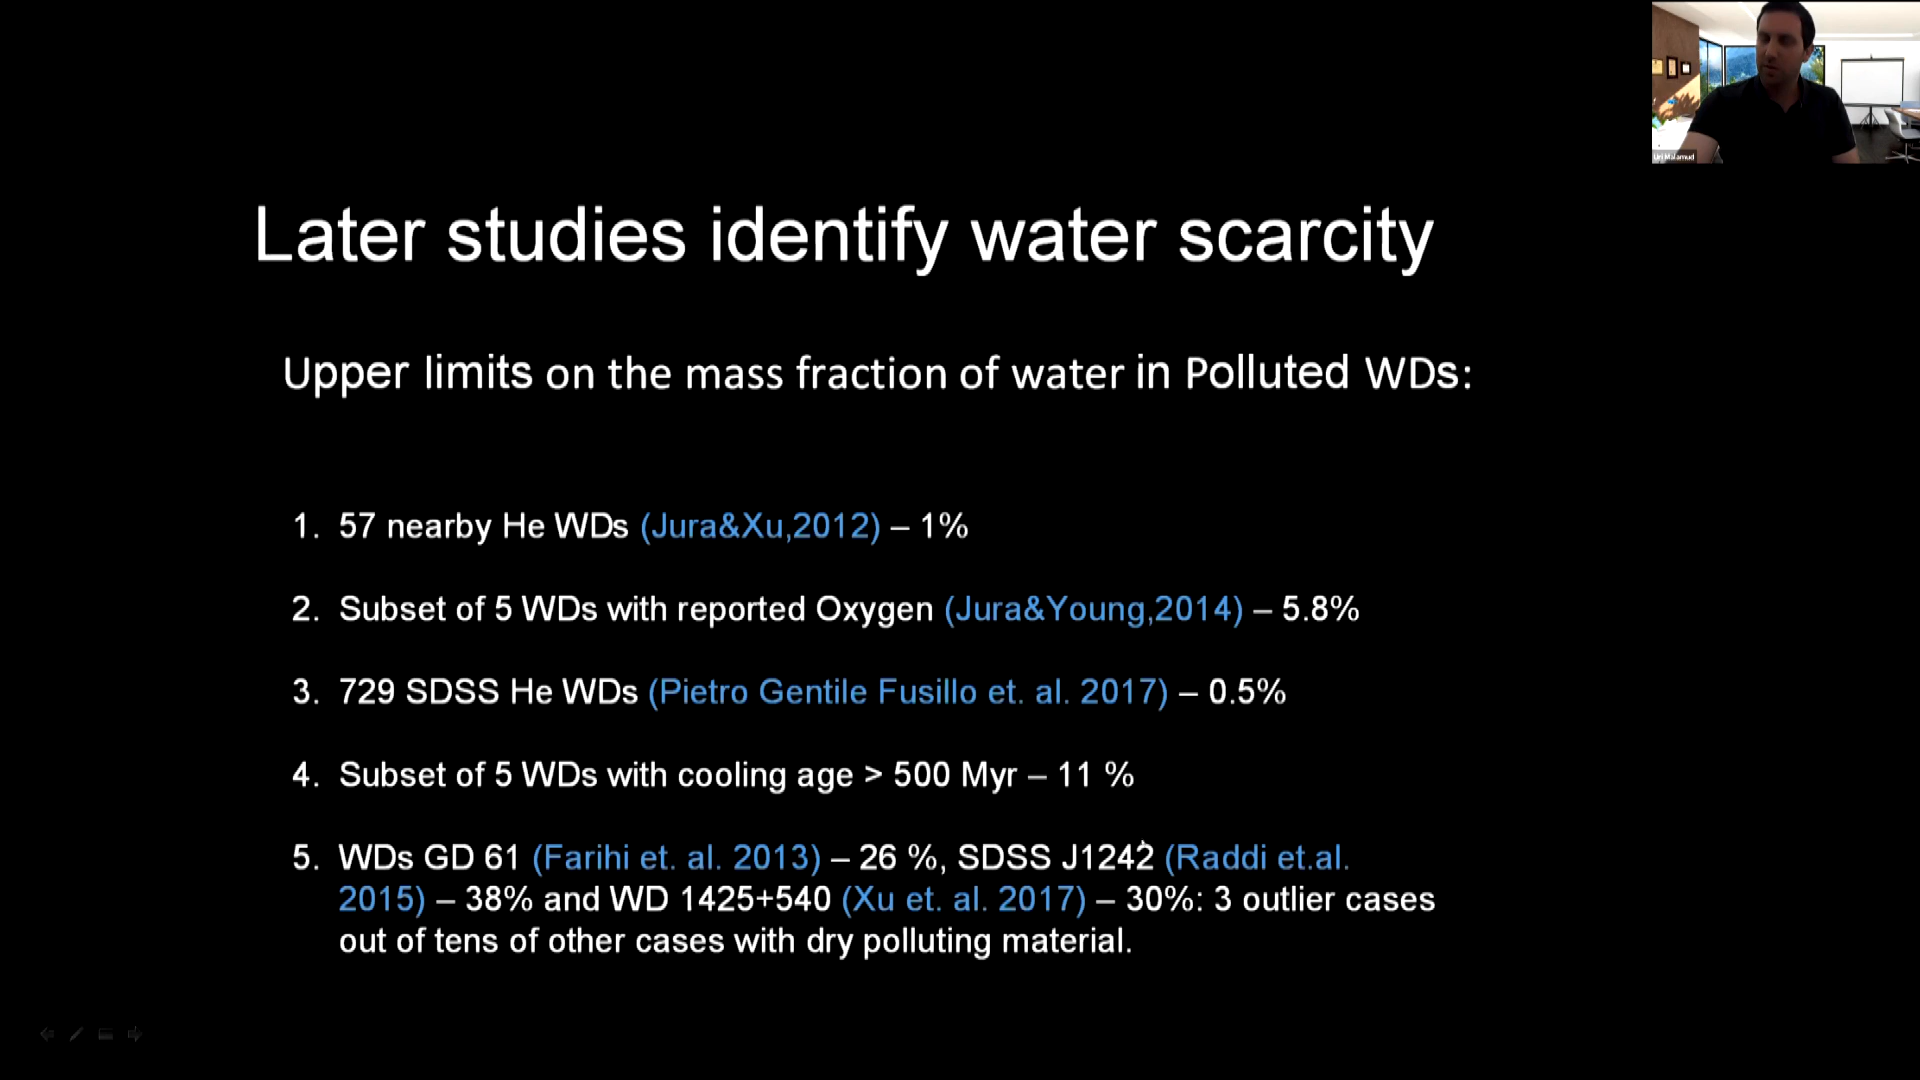 Uri Malamud
Later studies identify water scarcity
Upper limits on the mass fraction of water in Polluted WDs:
1. 57 nearby He WDs (Jura&Xu,2012) – 1%
2. Subset of 5 WDs with reported Oxygen (Jura&Young,2014) – 5.8%
3. 729 SDSS He WDs (Pietro Gentile Fusillo et. al. 2017) – 0.5%
4. Subset of 5 WDs with cooling age > 500 Myr – 11 %
5. WDs GD 61 (Farihi et. al. 2013) – 26 %, SDSS J1242 (Raddi et.al.
2015) – 38% and WD 1425+540 (Xu et. al. 2017) – 30%: 3 outlier cases
out of tens of other cases with dry polluting material.